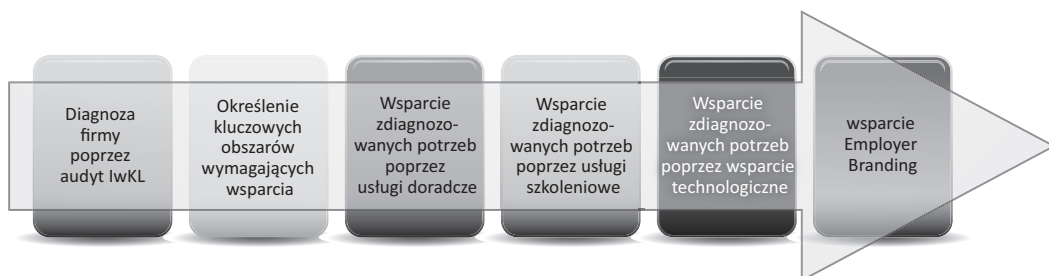 Diagnoza
firmy
poprzez
audyt IwKL
Określenie
kluczowych
obszarów
wymagających
wsparcia
Wsparcie
zdiagnozo-
wanych potrzeb
poprzez
usługi doradcze
Wsparcie
zdiagnozo-
wanych potrzeb
poprzez usługi
szkoleniowe
Wsparcie
zdiagnozo-
wanych potrzeb
poprzez wsparcie
technologiczne
wsparcie
Employer
Branding